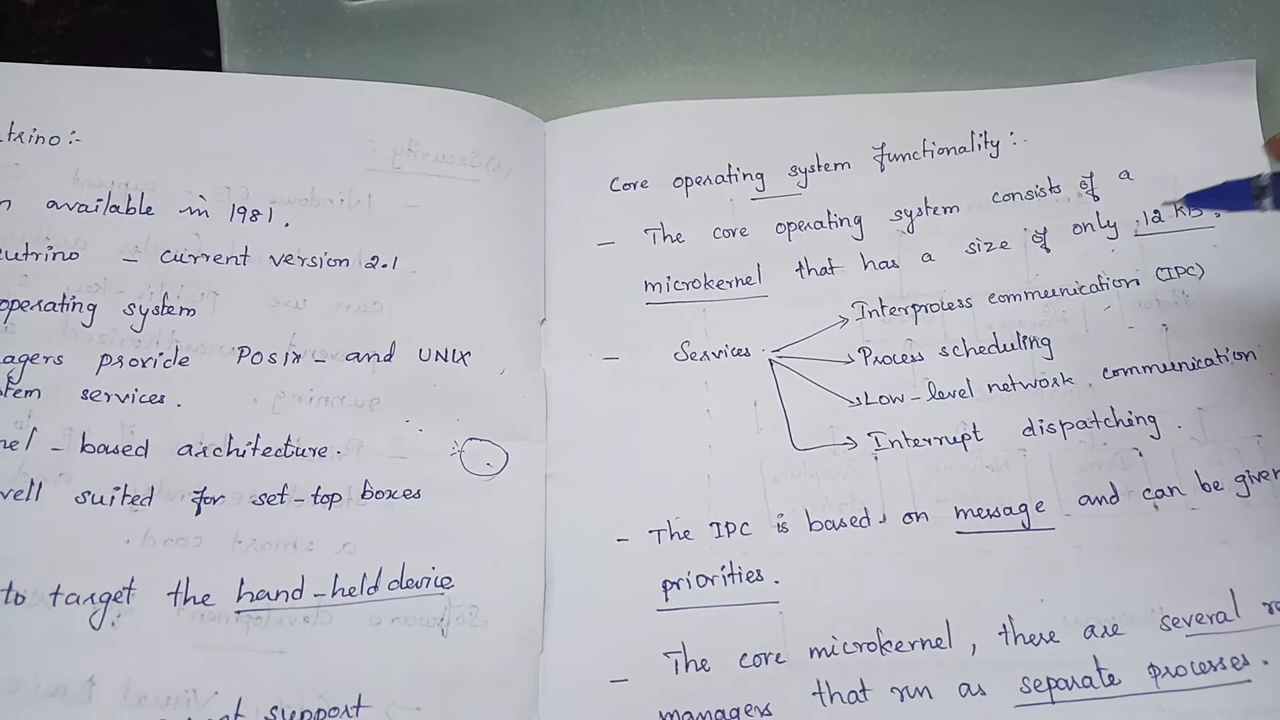 trino:-
n available in 1981.
utrino - current version 2.1
operating system
agers provide Posix- and UNIX
tem services.
nel - based architecture.
well suited for set-top boxes
to target the hand-held device
support
Core operating system functionality:-
- The core operating system consists of a
microkernel that has a size of only 12 KB.
- Services
Interprocess communication (IPC)
Process scheduling
Low-level network communication
Interrupt dispatching.
- The IPC is based on message and can be given
priorities.
- The core microkernel, there are several
managers that run as separate processes.